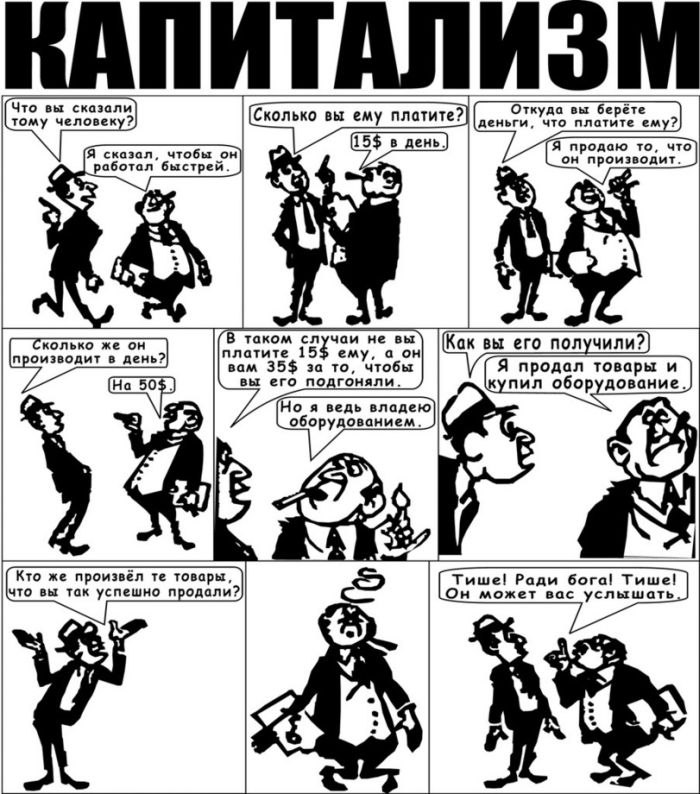 КАПИТАЛИЗМ
Что вы сказали
тому человеку?
Я сказал, чтобы он
работал быстрей.
Сколько вы ему платите?
15$ в день.
Откуда вы берёте
деньги, что платите ему?
Я продаю то, что
он производит.
Сколько же он
производит в день?
На 50$.
В таком случаи не вы
платите 15$ ему, а он
вам 35$ за то, чтобы
вы его подгоняли.
Но я ведь владею
оборудованием.
Как вы его получили?
Я продал товары и
купил оборудование.
Кто же произвёл те товары,
что вы так успешно продали?
Тише! Ради бога! Тише!
Он может вас услышать.